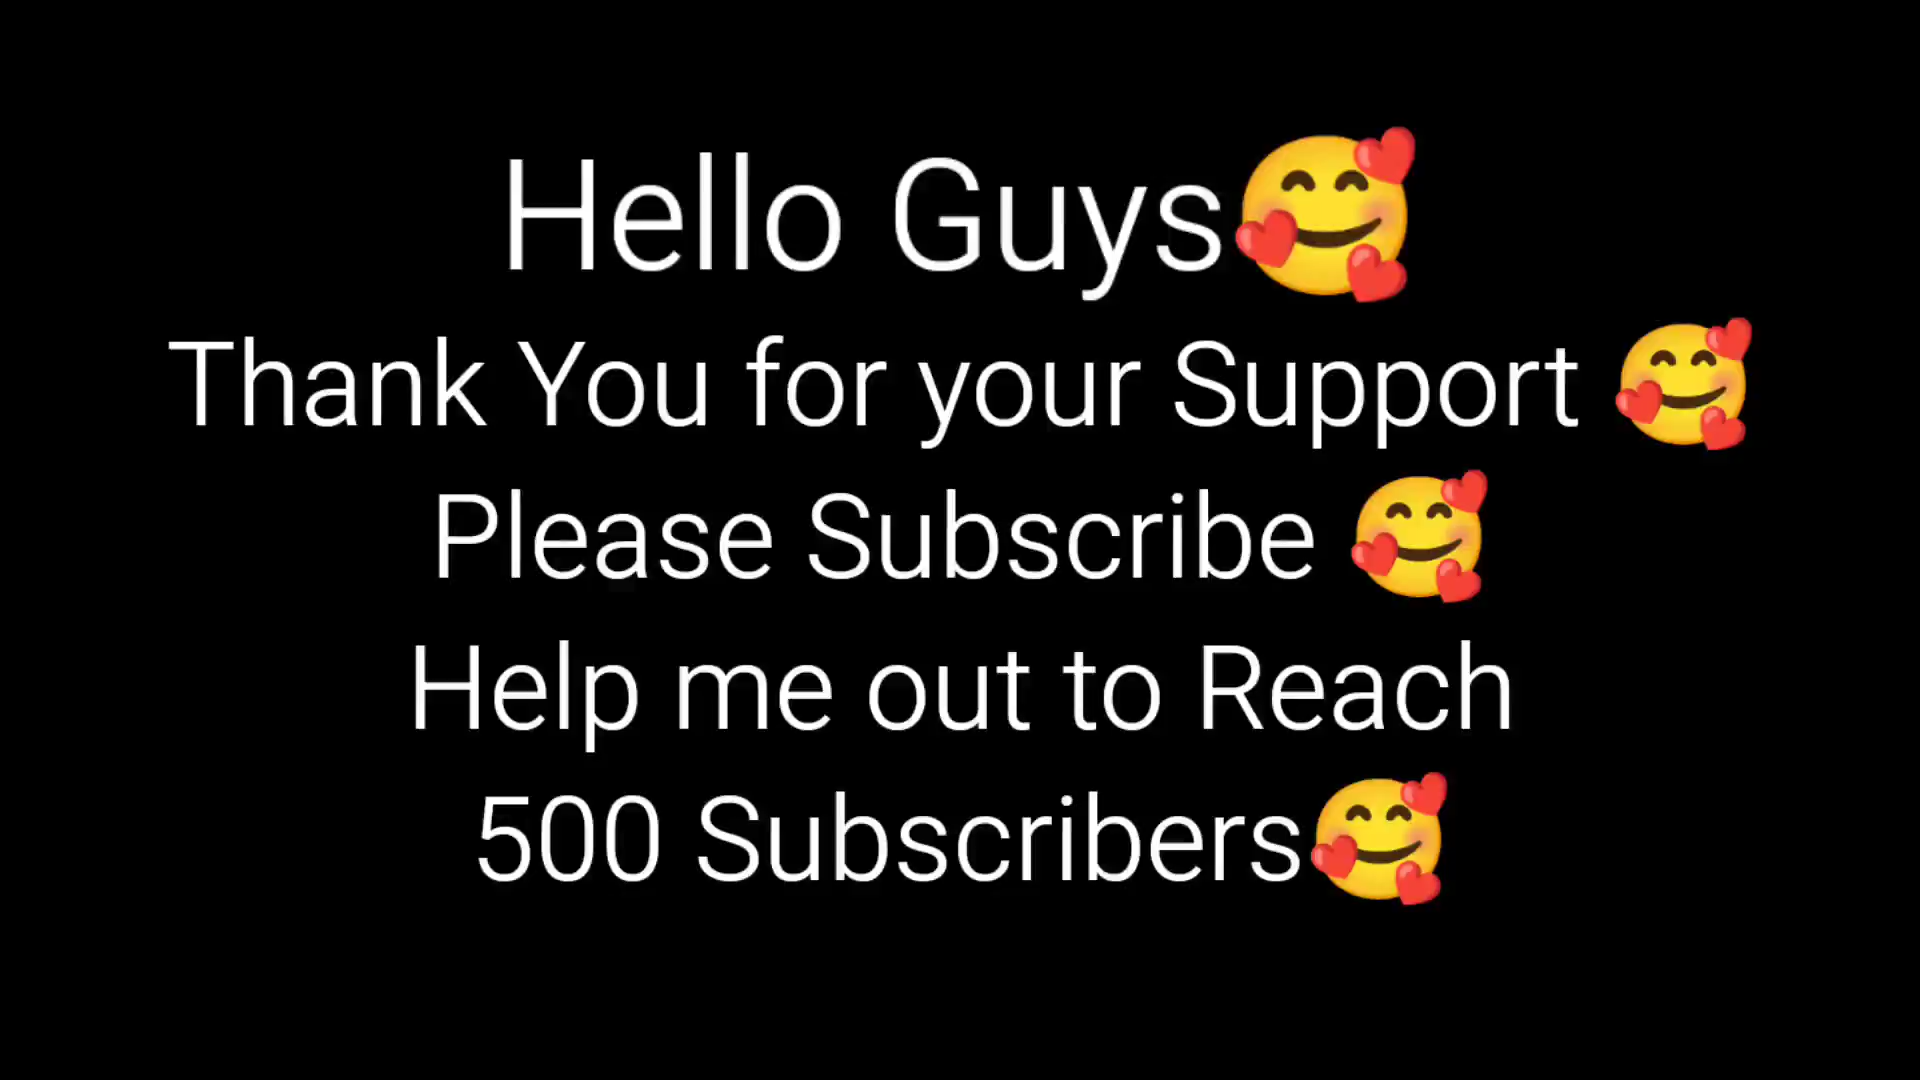 Hello Guys🥰
Thank You for your Support 🥰
Please Subscribe 🥰
Help me out to Reach
500 Subscribers🥰